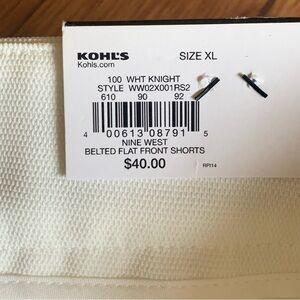 KOHL'S SIZE XL
Kohls.com
100 WHT KNIGHT
STYLE WW02X001RS2
610 90 92
4 00613 08791 5
NINE WEST
BELTED FLAT FRONT SHORTS
$40.00 RPI14